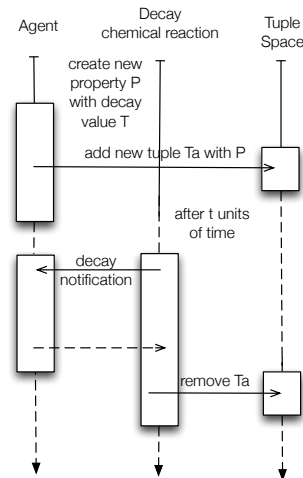 Agent
Decay
chemical reaction
Tuple
Space
create new
property P
with decay
value T
add new tuple Ta with P
after t units
of time
decay
notification
remove Ta